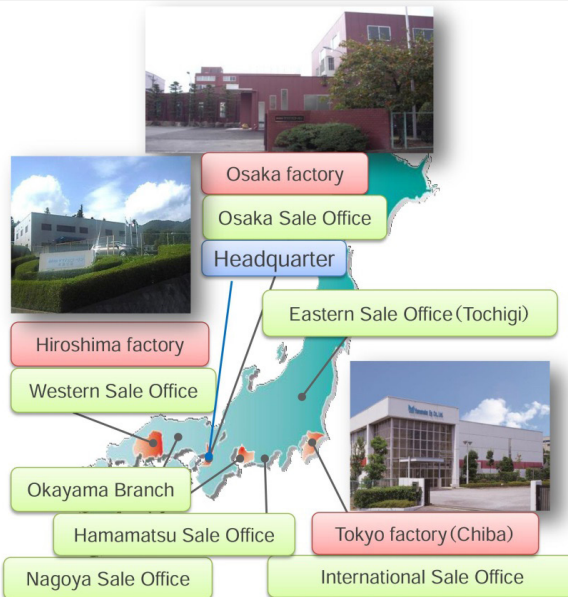 Osaka factory
Osaka Sale Office
Headquarter
Eastern Sale Office (Tochigi)
Hiroshima factory
Western Sale Office
Okayama Branch
Hamamatsu Sale Office
Tokyo factory (Chiba)
Nagoya Sale Office
International Sale Office